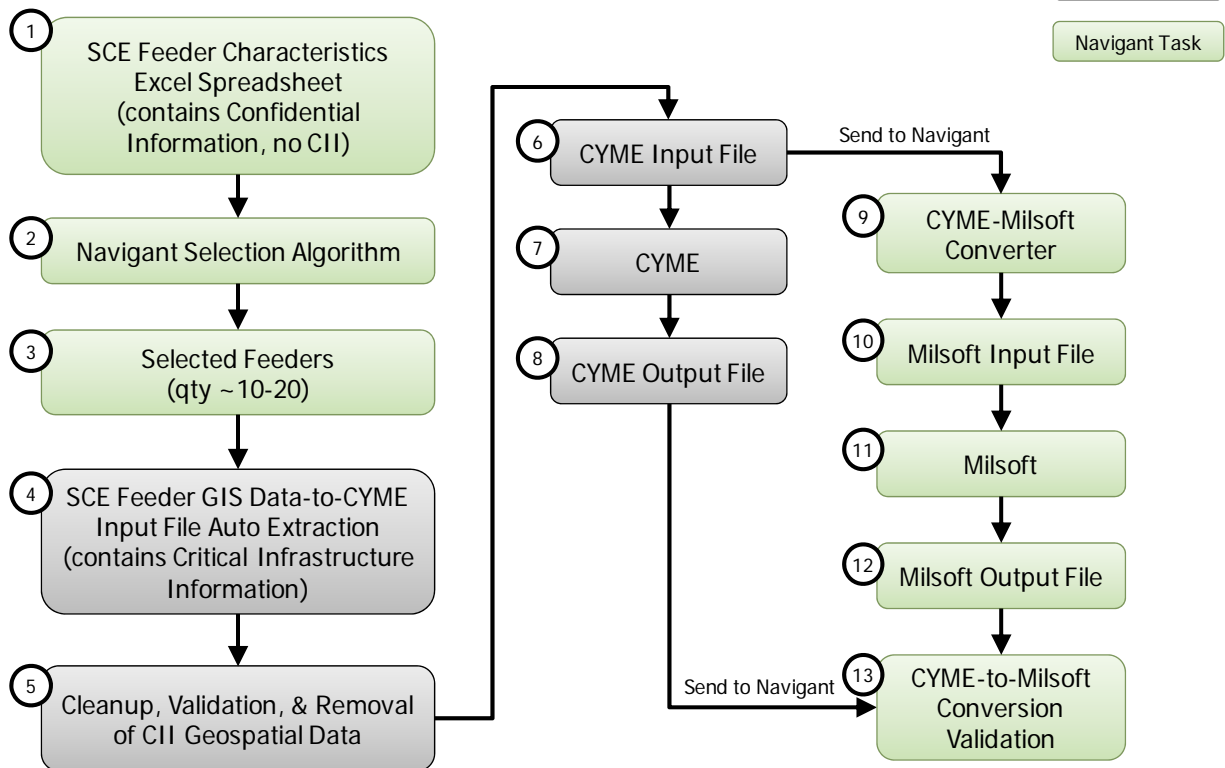 Navigant Task
1
SCE Feeder Characteristics
Excel Spreadsheet
(contains Confidential
Information, no CII)
2
Navigant Selection Algorithm
3
Selected Feeders
(qty ~10-20)
4
SCE Feeder GIS Data-to-CYME
Input File Auto Extraction
(contains Critical Infrastructure
Information)
5
Cleanup, Validation, & Removal
of CII Geospatial Data
6
CYME Input File
Send to Navigant
7
CYME
8
CYME Output File
Send to Navigant
9
CYME-Milsoft
Converter
10
Milsoft Input File
11
Milsoft
12
Milsoft Output File
13
CYME-to-Milsoft
Conversion
Validation